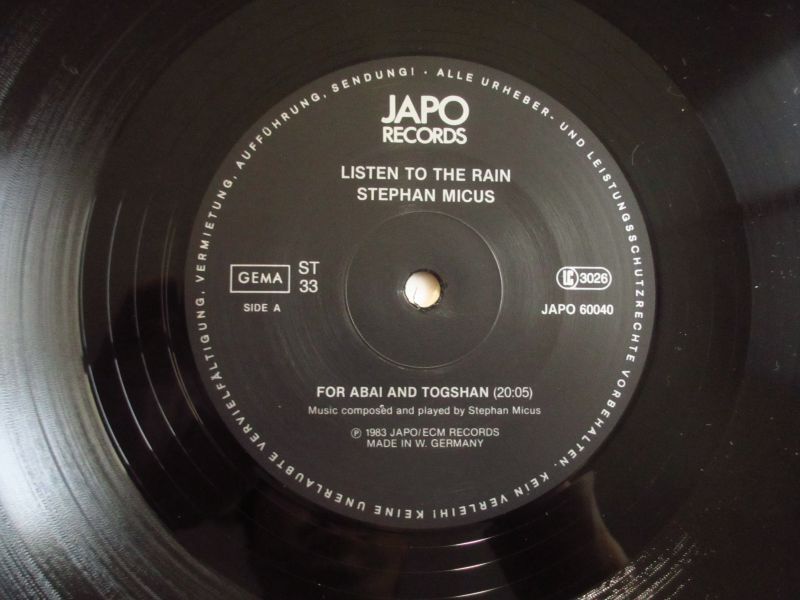 ALLE URHEBER- UND LEISTUNGSSCHUTZRECHTE VORBEHALTEN. KEIN VERLEIH! KEINE UNERLAUBTE VERVIELFÄLTIGUNG, VERMIETUNG, AUFFÜHRUNG, SENDUNG! ·
JAPO
RECORDS
LISTEN TO THE RAIN
STEPHAN MICUS
GEMA
ST
33
SIDE A
LC 3026
JAPO 60040
FOR ABAI AND TOGSHAN (20:05)
Music composed and played by Stephan Micus
℗ 1983 JAPO/ECM RECORDS
MADE IN W. GERMANY